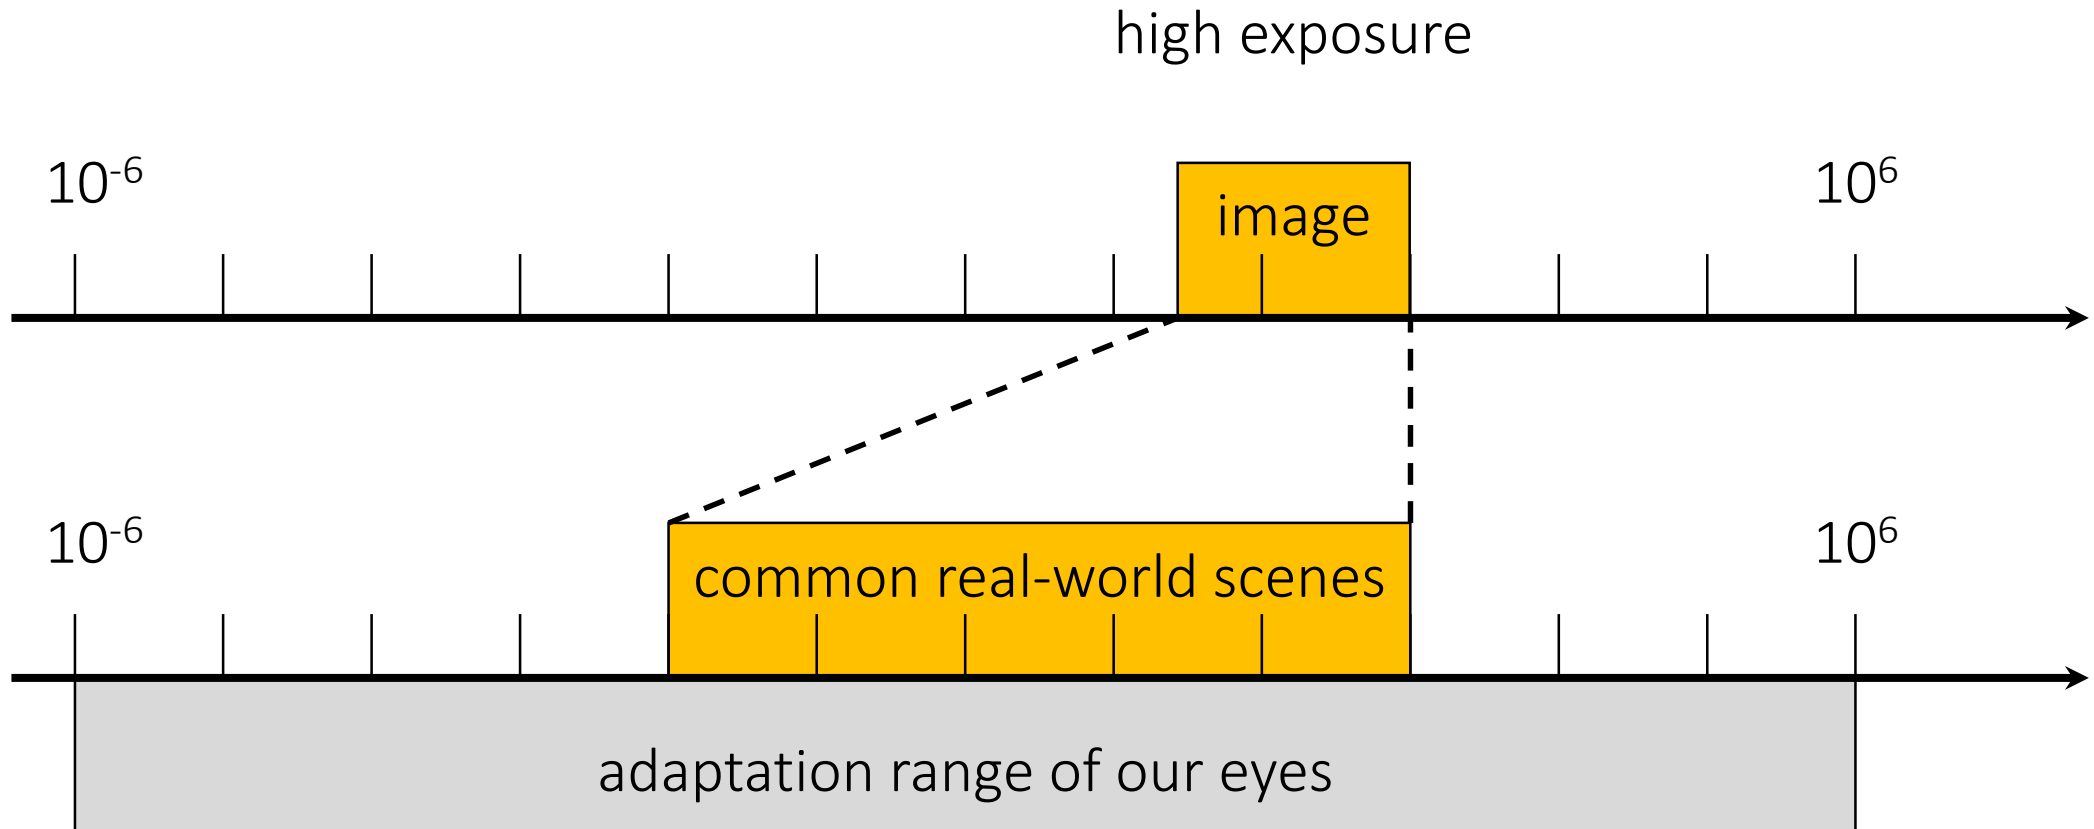 high exposure
10⁻⁶
image
10⁶
10⁻⁶
common real-world scenes
10⁶
adaptation range of our eyes